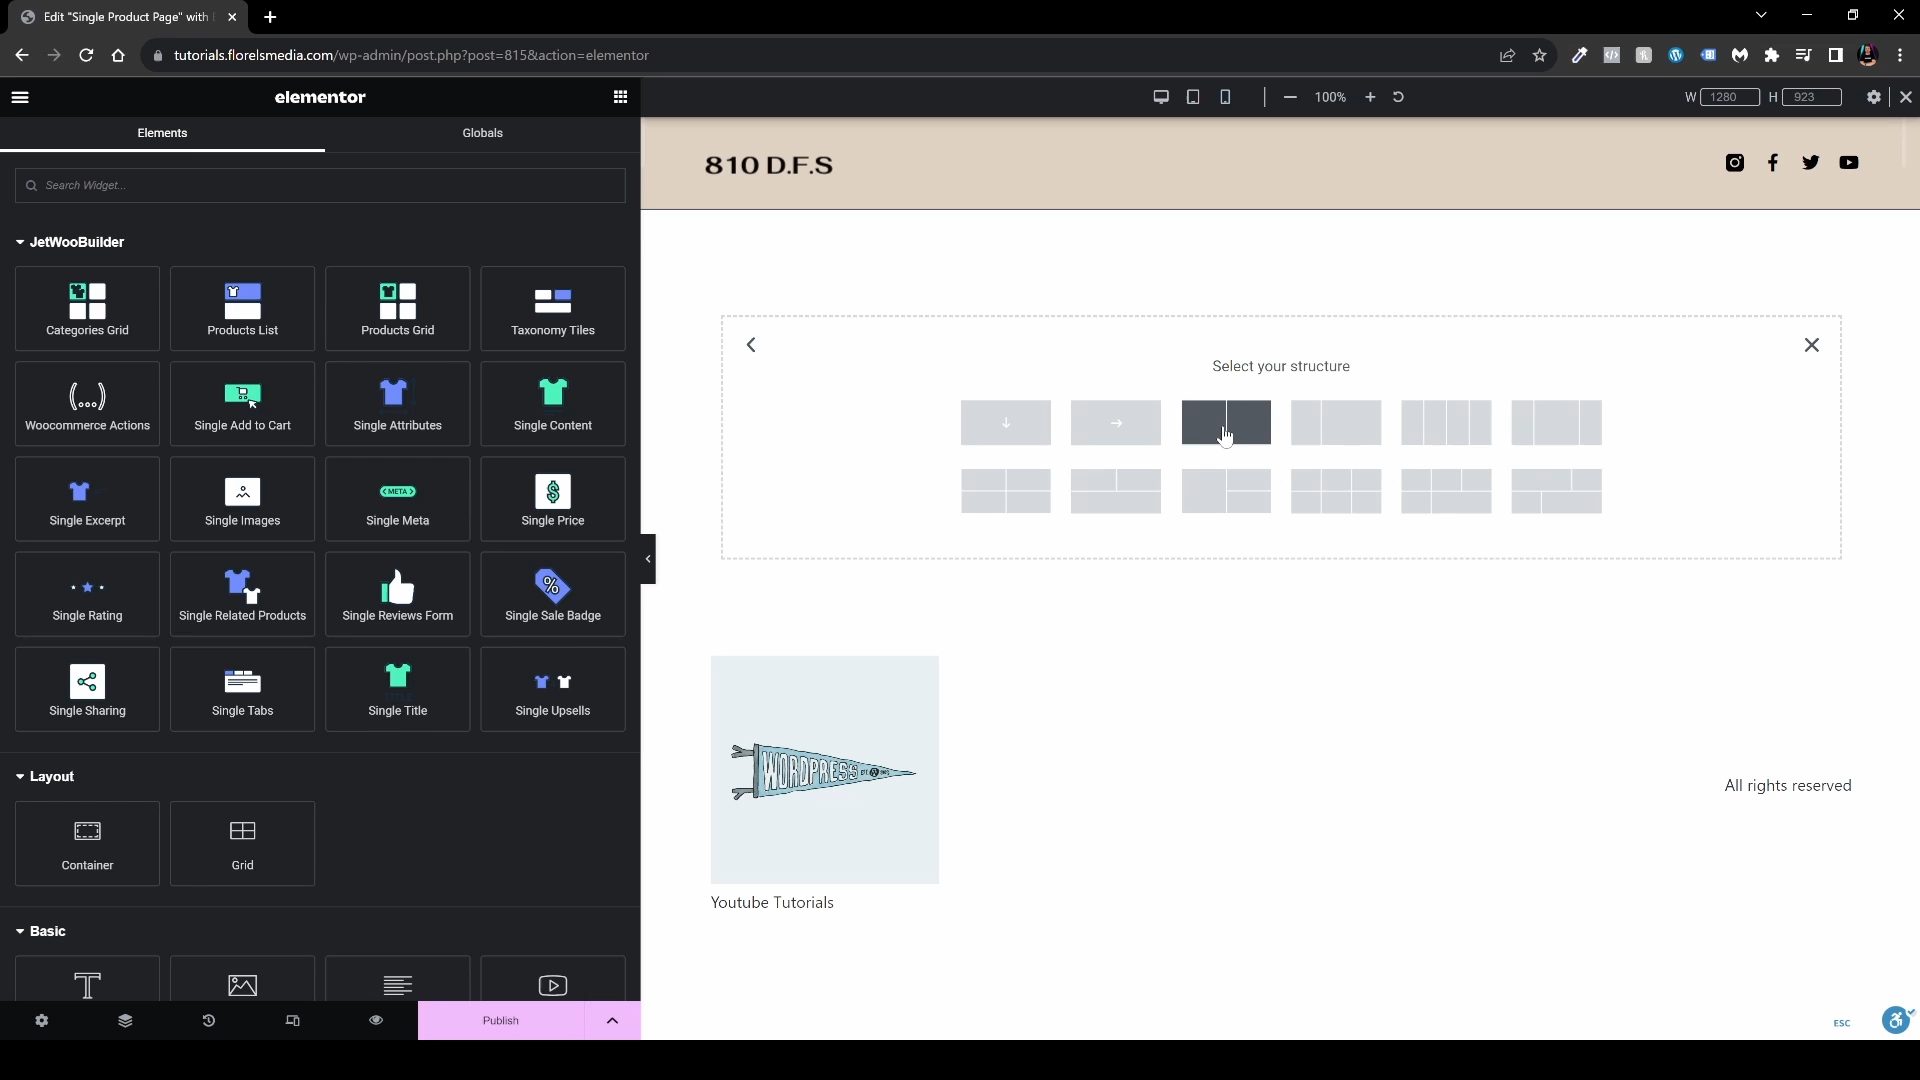 Edit "Single Product Page" with
tutorials.florelsmedia.com/wp-admin/post.php?post=815&action=elementor
elementor
100%
W 1280 H 923
Elements
Globals
810 D.F.S
Search Widget...
JetWooBuilder
Categories Grid
Products List
Products Grid
Taxonomy Tiles
Select your structure
(...)
Woocommerce Actions
Single Add to Cart
Single Attributes
Single Content
<META>
Single Excerpt
Single Images
Single Meta
Single Price
Single Rating
Single Related Products
Single Reviews Form
Single Sale Badge
Single Sharing
Single Tabs
Single Title
Single Upsells
WORDPRESS
Layout
All rights reserved
Container
Grid
Youtube Tutorials
Basic
Publish
ESC